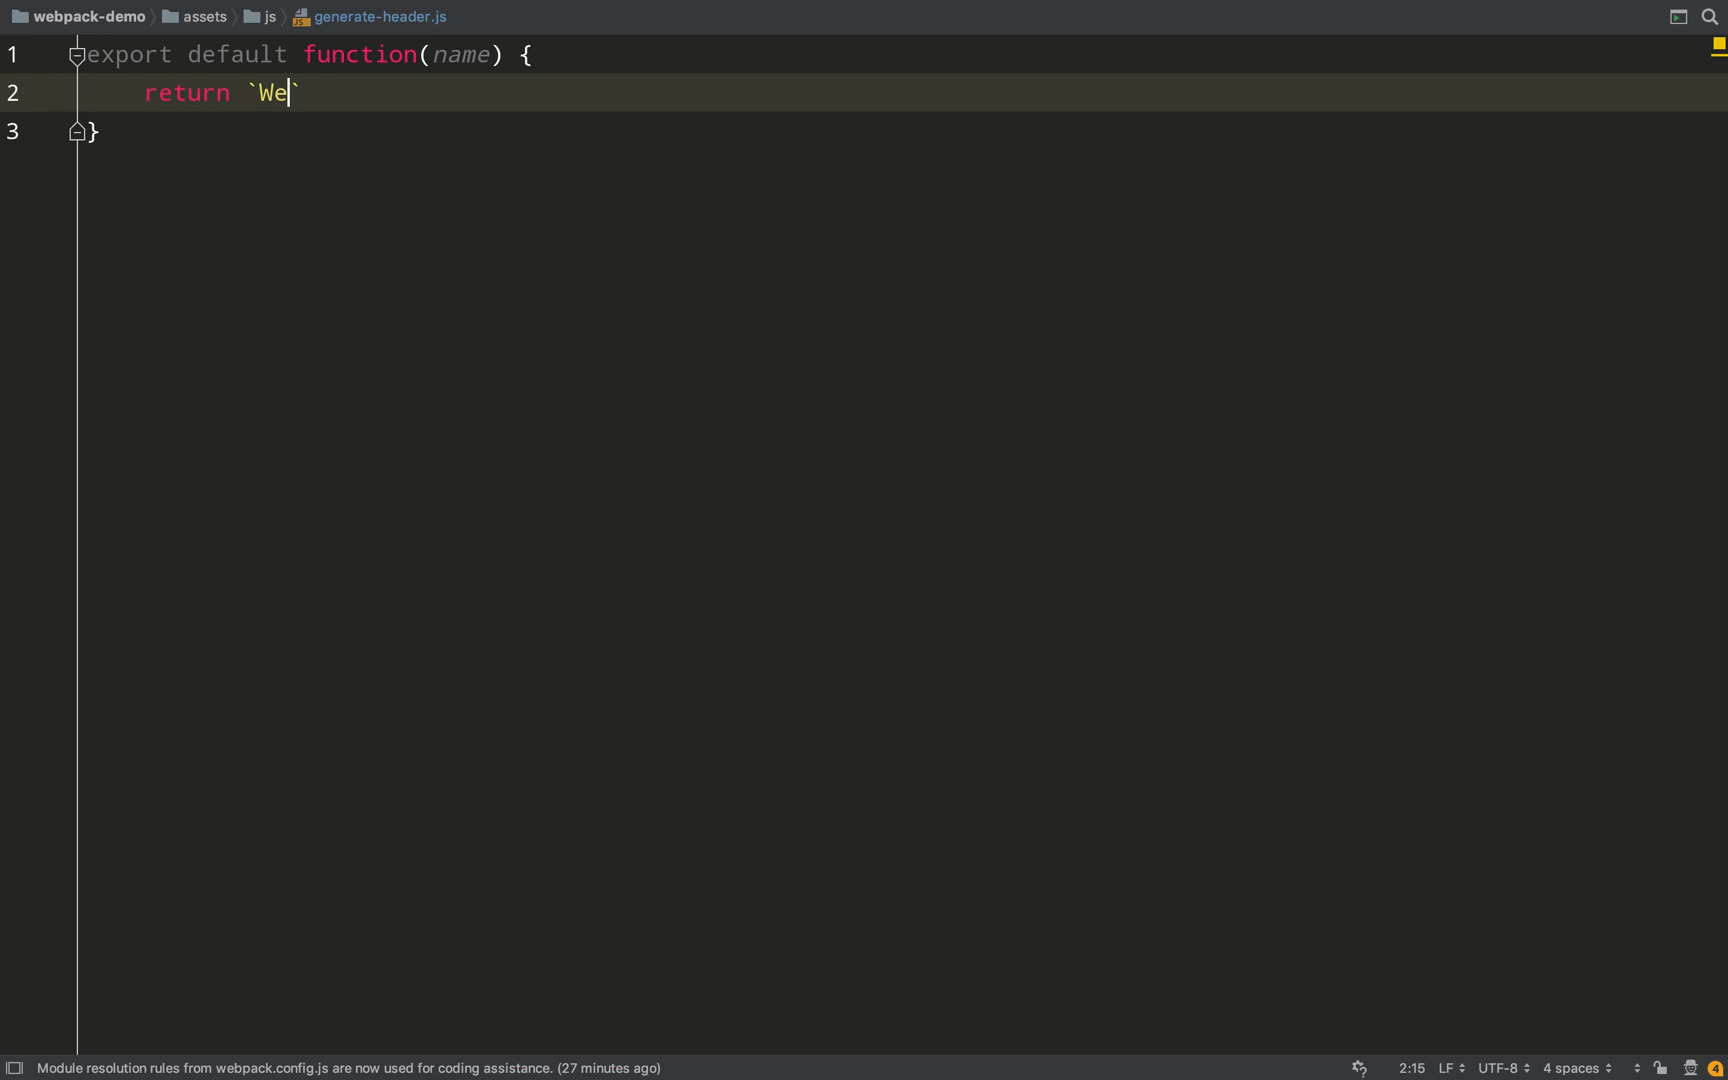 webpack-demo assets js generate-header.js
1 export default function(name) {
2 return `We`
3 }
Module resolution rules from webpack.config.js are now used for coding assistance. (27 minutes ago) 2:15 LF UTF-8 4 spaces 4